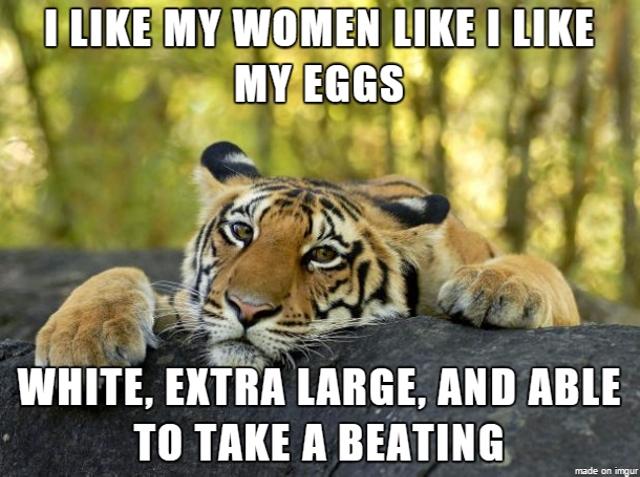 I LIKE MY WOMEN LIKE I LIKE
MY EGGS
WHITE, EXTRA LARGE, AND ABLE
TO TAKE A BEATING
made on imgur